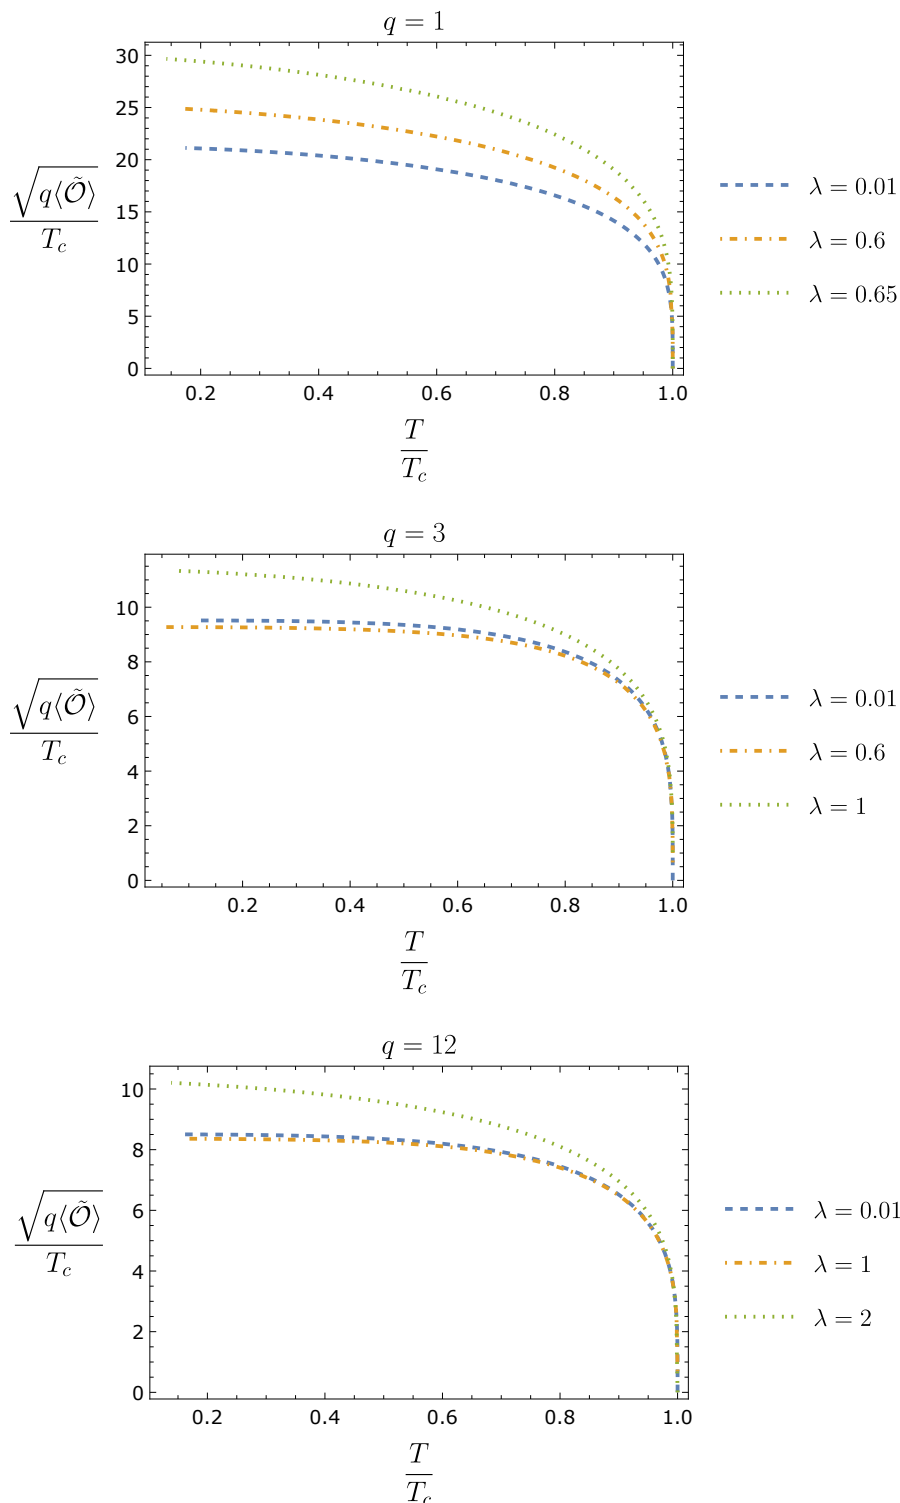 q = 1
30
25
20
15
10
5
0
√q⟨Õ⟩
T_c
0.2 0.4 0.6 0.8 1.0
T
T_c
λ = 0.01
λ = 0.6
λ = 0.65
q = 3
10
8
6
4
2
0
√q⟨Õ⟩
T_c
0.2 0.4 0.6 0.8 1.0
T
T_c
λ = 0.01
λ = 0.6
λ = 1
q = 12
10
8
6
4
2
0
√q⟨Õ⟩
T_c
0.2 0.4 0.6 0.8 1.0
T
T_c
λ = 0.01
λ = 1
λ = 2